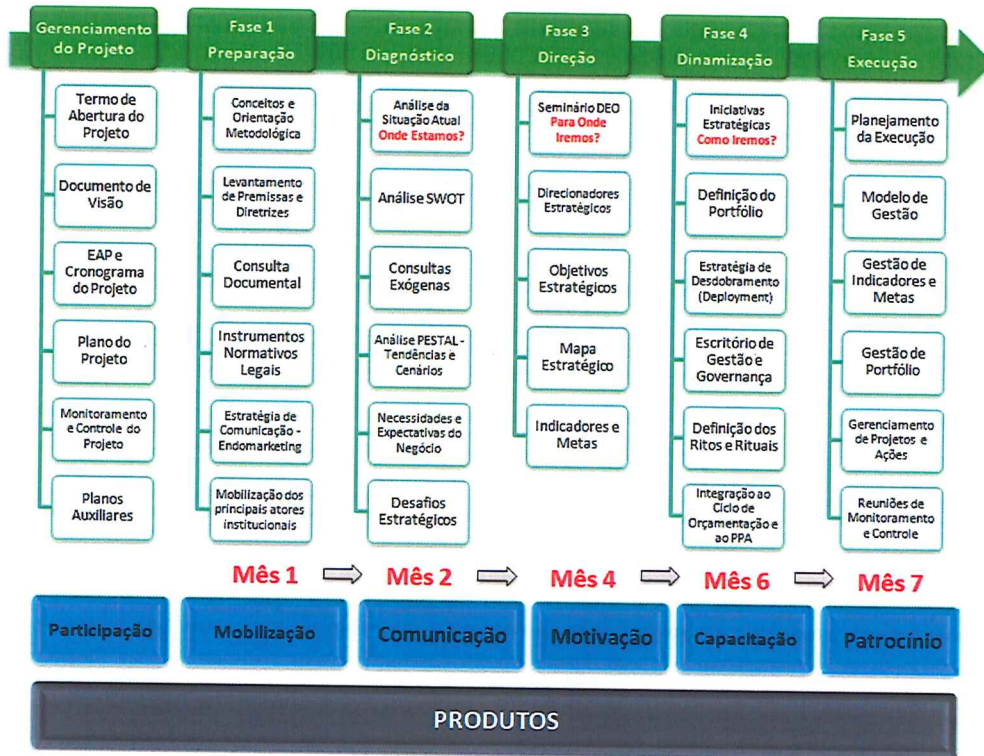 Gerenciamento
do Projeto
Termo de
Abertura do
Projeto
Documento de
Visão
EAP e
Cronograma
do Projeto
Plano do
Projeto
Monitoramento
e Controle do
Projeto
Planos
Auxiliares
Fase 1
Preparação
Conceitos e
Orientação
Metodológica
Levantamento
de Premissas e
Diretrizes
Consulta
Documental
Instrumentos
Normativos
Legais
Estratégia de
Comunicação -
Endomarketing
Mobilização dos
principais atores
institucionais
Fase 2
Diagnóstico
Análise da
Situação Atual
Onde Estamos?
Análise SWOT
Consultas
Exógenas
Análise PESTAL -
Tendências e
Cenários
Necessidades e
Expectativas do
Negócio
Desafios
Estratégicos
Fase 3
Direção
Seminário DEO
Para Onde
Iremos?
Direcionadores
Estratégicos
Objetivos
Estratégicos
Mapa
Estratégico
Indicadores e
Metas
Fase 4
Dinamização
Iniciativas
Estratégicas
Como Iremos?
Definição do
Portfólio
Estratégia de
Desdobramento
(Deployment)
Escritório de
Gestão e
Governança
Definição dos
Ritos e Rituais
Integração ao
Ciclo de
Orçamentação e
ao PPA
Fase 5
Execução
Planejamento
da Execução
Modelo de
Gestão
Gestão de
Indicadores e
Metas
Gestão de
Portfólio
Gerenciamento
de Projetos e
Ações
Reuniões de
Monitoramento
e Controle
Mês 1
Mês 2
Mês 4
Mês 6
Mês 7
Participação
Mobilização
Comunicação
Motivação
Capacitação
Patrocínio
PRODUTOS